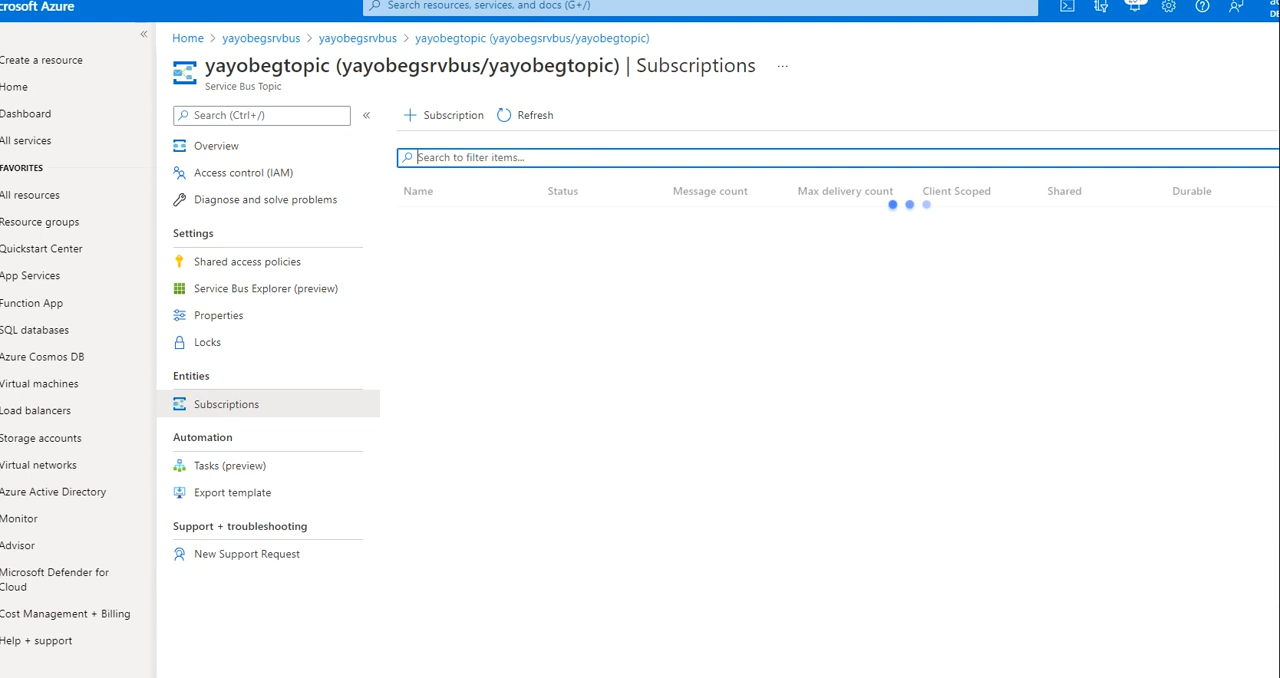 crosoft Azure
Search resources, services, and docs (G+/)
«
Create a resource
Home
Dashboard
All services
FAVORITES
All resources
Resource groups
Quickstart Center
App Services
Function App
SQL databases
Azure Cosmos DB
Virtual machines
Load balancers
Storage accounts
Virtual networks
Azure Active Directory
Monitor
Advisor
Microsoft Defender for
Cloud
Cost Management + Billing
Help + support
Home > yayobegsrvbus > yayobegsrvbus > yayobegtopic (yayobegsrvbus/yayobegtopic)
yayobegtopic (yayobegsrvbus/yayobegtopic) | Subscriptions ...
Service Bus Topic
Search (Ctrl+/) «
Overview
Access control (IAM)
Diagnose and solve problems
Settings
Shared access policies
Service Bus Explorer (preview)
Properties
Locks
Entities
Subscriptions
Automation
Tasks (preview)
Export template
Support + troubleshooting
New Support Request
+ Subscription Refresh
Search to filter items...
Name Status Message count Max delivery count Client Scoped Shared Durable